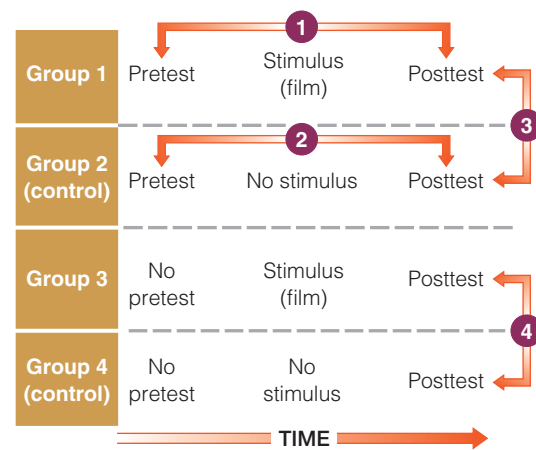 1
Group 1
Pretest
Stimulus
(film)
Posttest
3
Group 2
(control)
2
Pretest
No stimulus
Posttest
Group 3
No
pretest
Stimulus
(film)
Posttest
4
Group 4
(control)
No
pretest
No
stimulus
Posttest
TIME